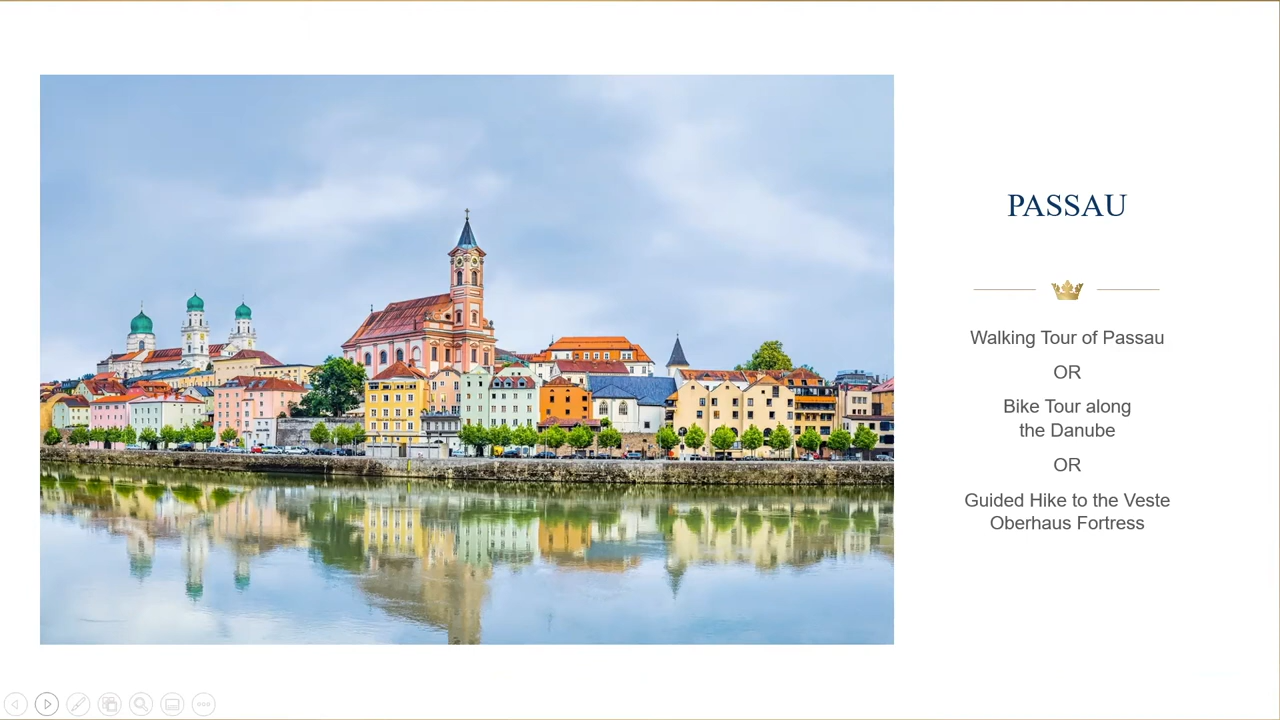 PASSAU
Walking Tour of Passau
OR
Bike Tour along
the Danube
OR
Guided Hike to the Veste
Oberhaus Fortress